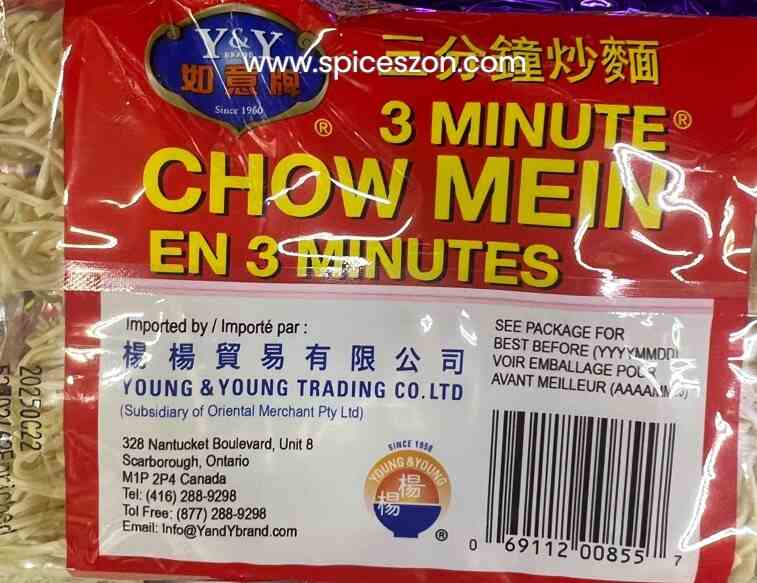 www.spiceszon.com
Y&Y
BRAND
如意牌
Since 1960
®
三分鐘炒麵
3 MINUTE®
CHOW MEIN
EN 3 MINUTES
Imported by / Importé par :
楊楊貿易有限公司
YOUNG & YOUNG TRADING CO. LTD
(Subsidiary of Oriental Merchant Pty Ltd)
328 Nantucket Boulevard, Unit 8
Scarborough, Ontario
M1P 2P4 Canada
Tel: (416) 288-9298
Tol Free: (877) 288-9298
Email: Info@YandYbrand.com
SEE PACKAGE FOR
BEST BEFORE (YYYYMMDD)
VOIR EMBALLAGE POUR
AVANT MEILLEUR
SINCE 1958
YOUNG & YOUNG
楊
楊
®
0 69112 00855 7